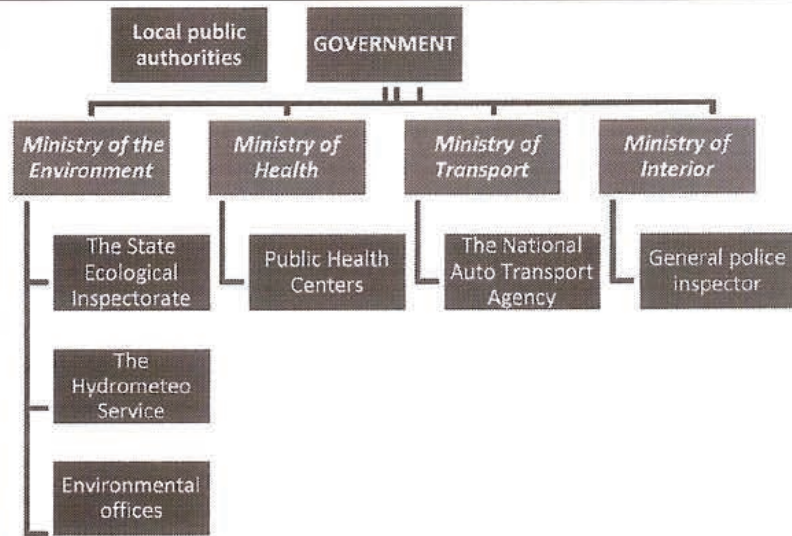 Local public
authorities
GOVERNMENT
Ministry of the
Environment
Ministry of
Health
Ministry of
Transport
Ministry of
Interior
The State
Ecological
Inspectorate
Public Health
Centers
The National
Auto Transport
Agency
General police
inspector
The
Hydrometeo
Service
Environmental
offices